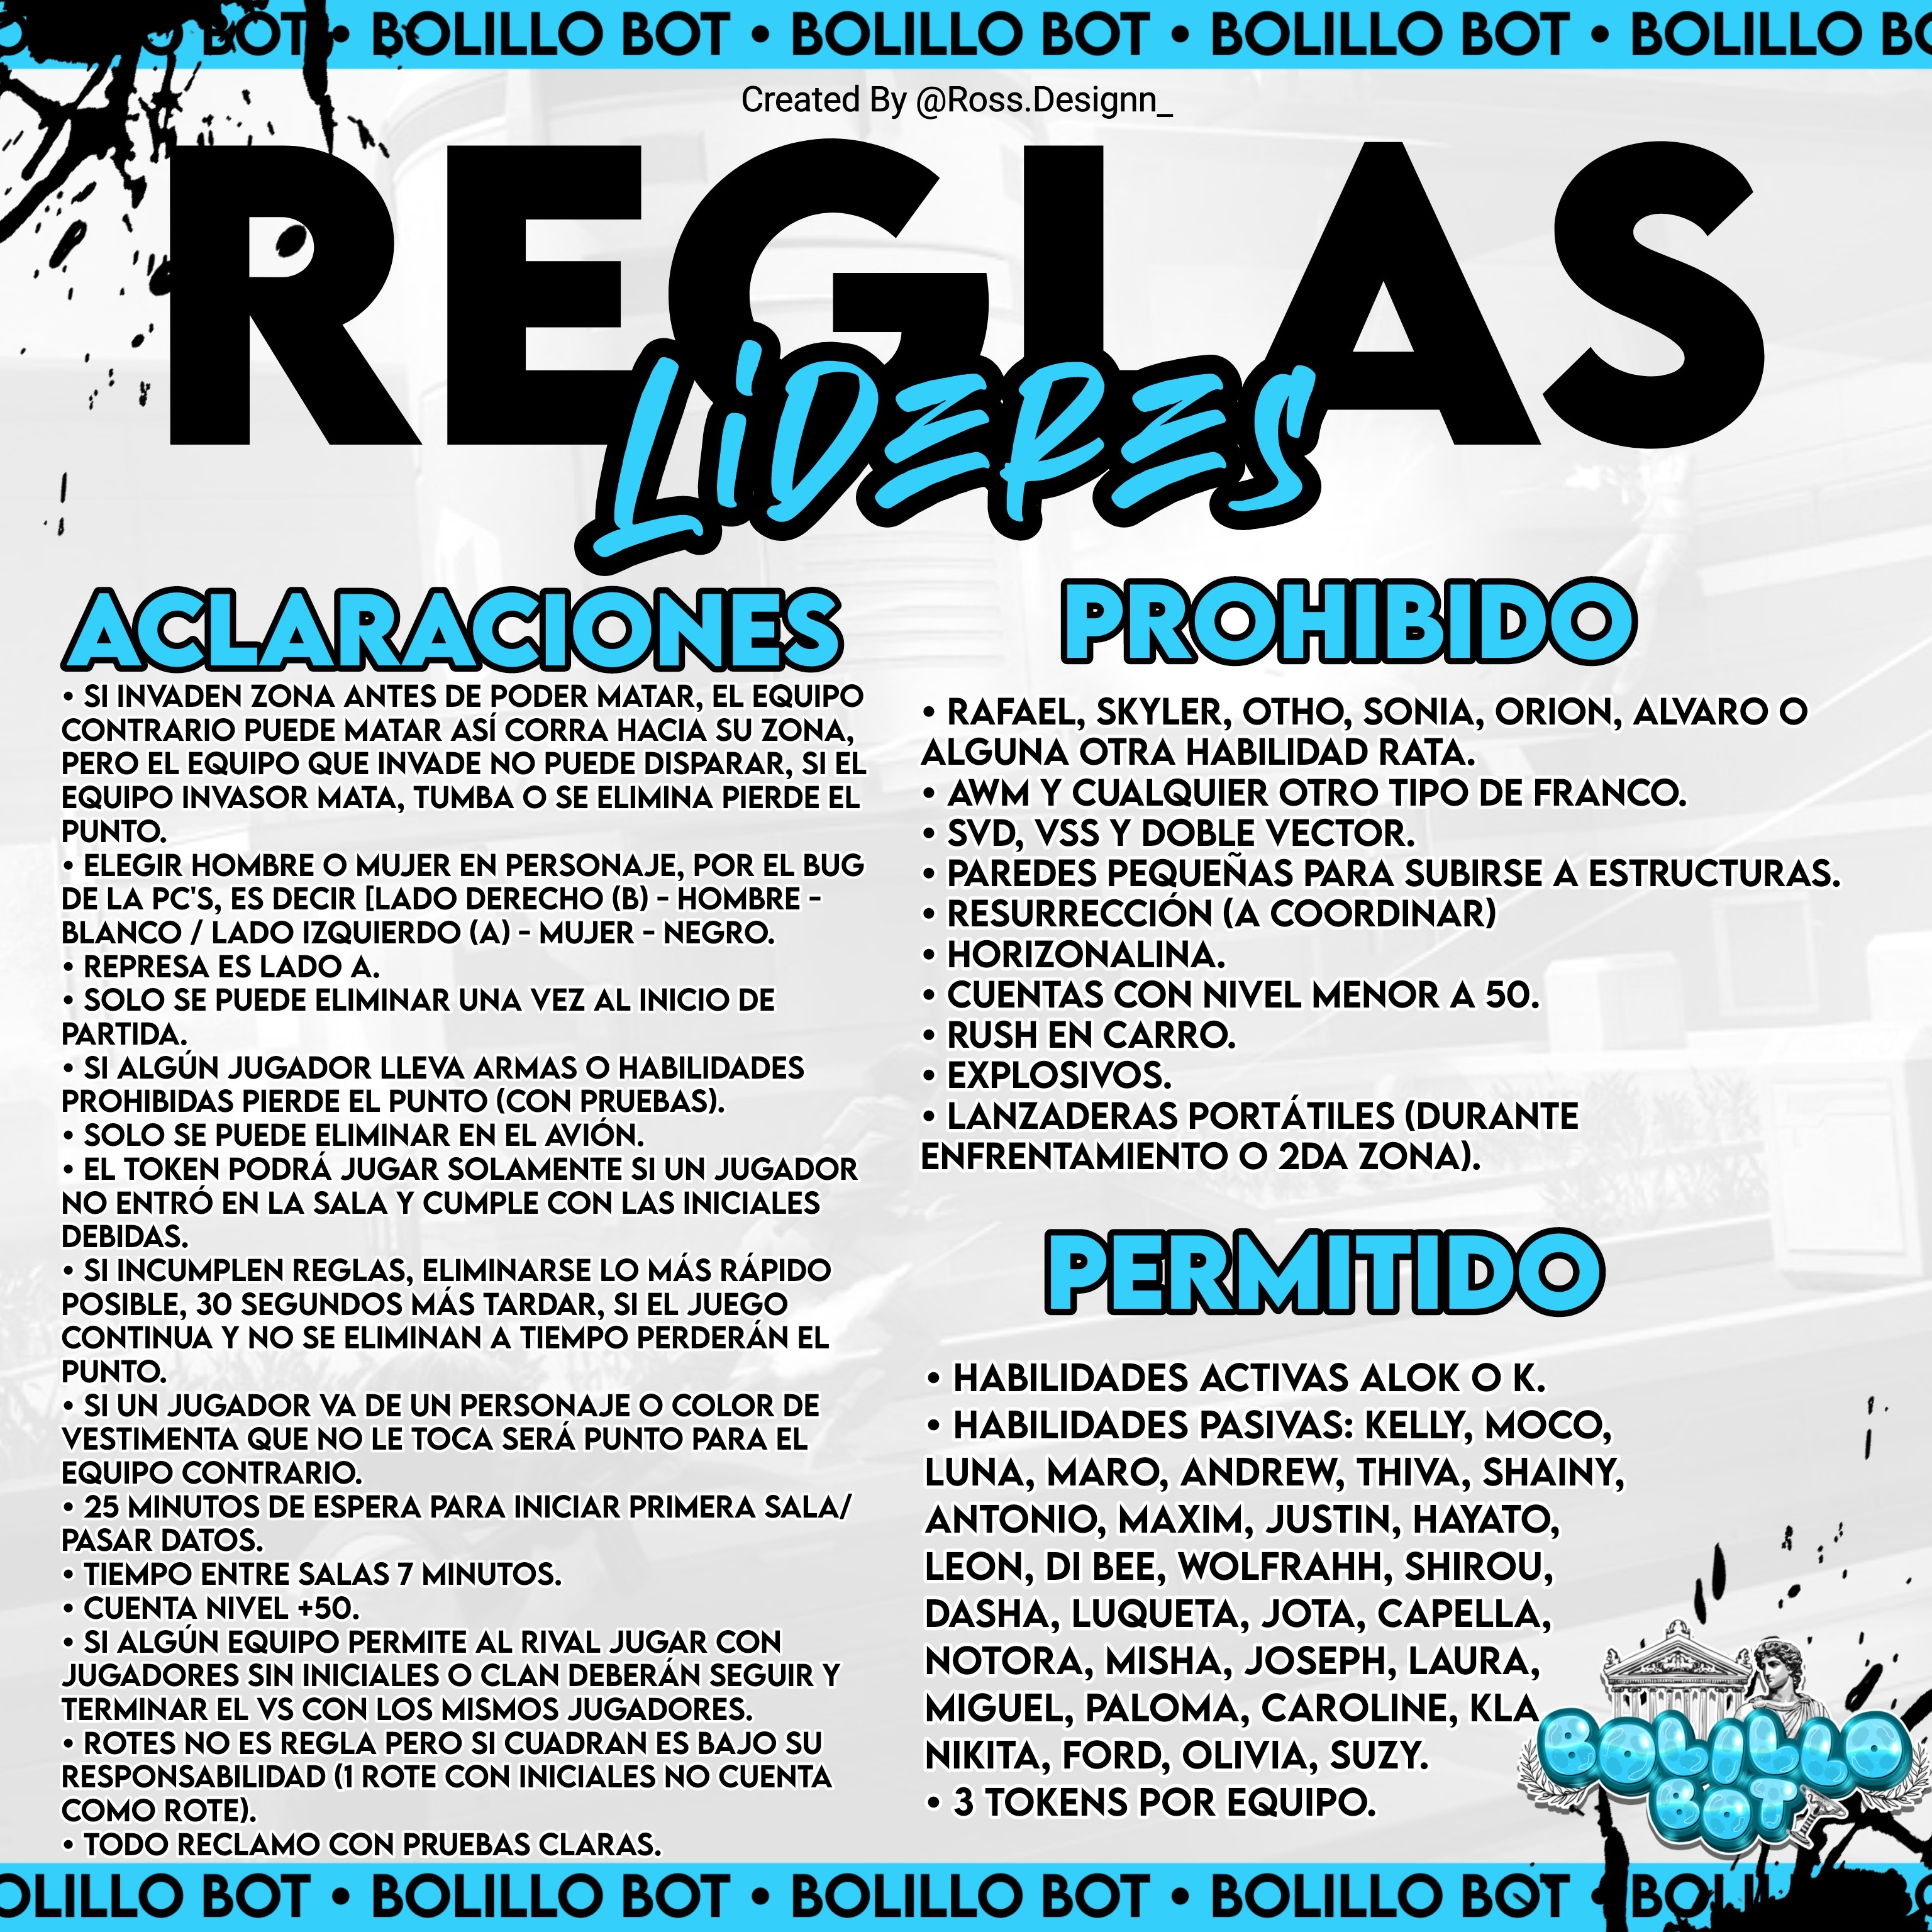 BOT • BOLILLO BOT • BOLILLO BOT • BOLILLO BOT • BOLILLO BO
Created By @Ross.Designn_
REGLAS
LÍDERES
ACLARACIONES
• SI INVADEN ZONA ANTES DE PODER MATAR, EL EQUIPO
CONTRARIO PUEDE MATAR ASÍ CORRA HACIA SU ZONA,
PERO EL EQUIPO QUE INVADE NO PUEDE DISPARAR, SI EL
EQUIPO INVASOR MATA, TUMBA O SE ELIMINA PIERDE EL
PUNTO.
• ELEGIR HOMBRE O MUJER EN PERSONAJE, POR EL BUG
DE LA PC'S, ES DECIR [LADO DERECHO (B) - HOMBRE -
BLANCO / LADO IZQUIERDO (A) - MUJER - NEGRO.
• REPRESA ES LADO A.
• SOLO SE PUEDE ELIMINAR UNA VEZ AL INICIO DE
PARTIDA.
• SI ALGÚN JUGADOR LLEVA ARMAS O HABILIDADES
PROHIBIDAS PIERDE EL PUNTO (CON PRUEBAS).
• SOLO SE PUEDE ELIMINAR EN EL AVIÓN.
• EL TOKEN PODRÁ JUGAR SOLAMENTE SI UN JUGADOR
NO ENTRÓ EN LA SALA Y CUMPLE CON LAS INICIALES
DEBIDAS.
• SI INCUMPLEN REGLAS, ELIMINARSE LO MÁS RÁPIDO
POSIBLE, 30 SEGUNDOS MÁS TARDAR, SI EL JUEGO
CONTINUA Y NO SE ELIMINAN A TIEMPO PERDERÁN EL
PUNTO.
• SI UN JUGADOR VA DE UN PERSONAJE O COLOR DE
VESTIMENTA QUE NO LE TOCA SERÁ PUNTO PARA EL
EQUIPO CONTRARIO.
• 25 MINUTOS DE ESPERA PARA INICIAR PRIMERA SALA/
PASAR DATOS.
• TIEMPO ENTRE SALAS 7 MINUTOS.
• CUENTA NIVEL +50.
• SI ALGÚN EQUIPO PERMITE AL RIVAL JUGAR CON
JUGADORES SIN INICIALES O CLAN DEBERÁN SEGUIR Y
TERMINAR EL VS CON LOS MISMOS JUGADORES.
• ROTES NO ES REGLA PERO SI CUADRAN ES BAJO SU
RESPONSABILIDAD (1 ROTE CON INICIALES NO CUENTA
COMO ROTE).
• TODO RECLAMO CON PRUEBAS CLARAS.
PROHIBIDO
• RAFAEL, SKYLER, OTHO, SONIA, ORION, ALVARO O
ALGUNA OTRA HABILIDAD RATA.
• AWM Y CUALQUIER OTRO TIPO DE FRANCO.
• SVD, VSS Y DOBLE VECTOR.
• PAREDES PEQUEÑAS PARA SUBIRSE A ESTRUCTURAS.
• RESURRECCIÓN (A COORDINAR)
• HORIZONALINA.
• CUENTAS CON NIVEL MENOR A 50.
• RUSH EN CARRO.
• EXPLOSIVOS.
• LANZADERAS PORTÁTILES (DURANTE
ENFRENTAMIENTO O 2DA ZONA).
PERMITIDO
• HABILIDADES ACTIVAS ALOK O K.
• HABILIDADES PASIVAS: KELLY, MOCO,
LUNA, MARO, ANDREW, THIVA, SHAINY,
ANTONIO, MAXIM, JUSTIN, HAYATO,
LEON, DI BEE, WOLFRAHH, SHIROU,
DASHA, LUQUETA, JOTA, CAPELLA,
NOTORA, MISHA, JOSEPH, LAURA,
MIGUEL, PALOMA, CAROLINE, KLA
NIKITA, FORD, OLIVIA, SUZY.
• 3 TOKENS POR EQUIPO.
BOLILLO
BOT
OLILLO BOT • BOLILLO BOT • BOLILLO BOT • BOLILLO BOT • BOLIL